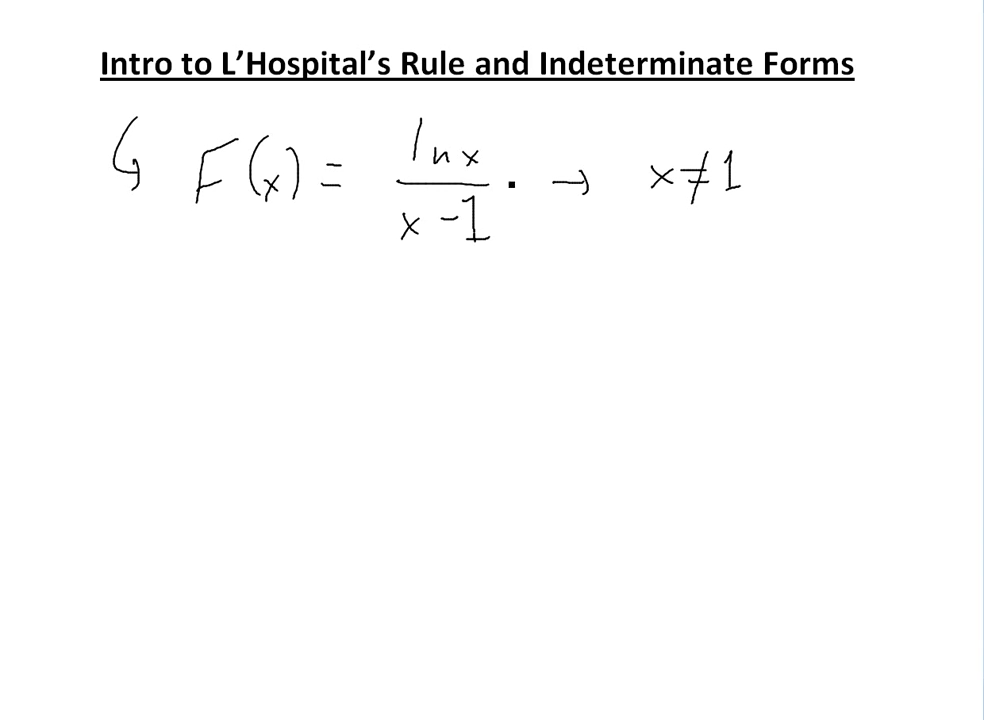 Intro to L’Hospital’s Rule and Indeterminate Forms
↳ F(x) = ln x / x - 1 . → x ≠ 1